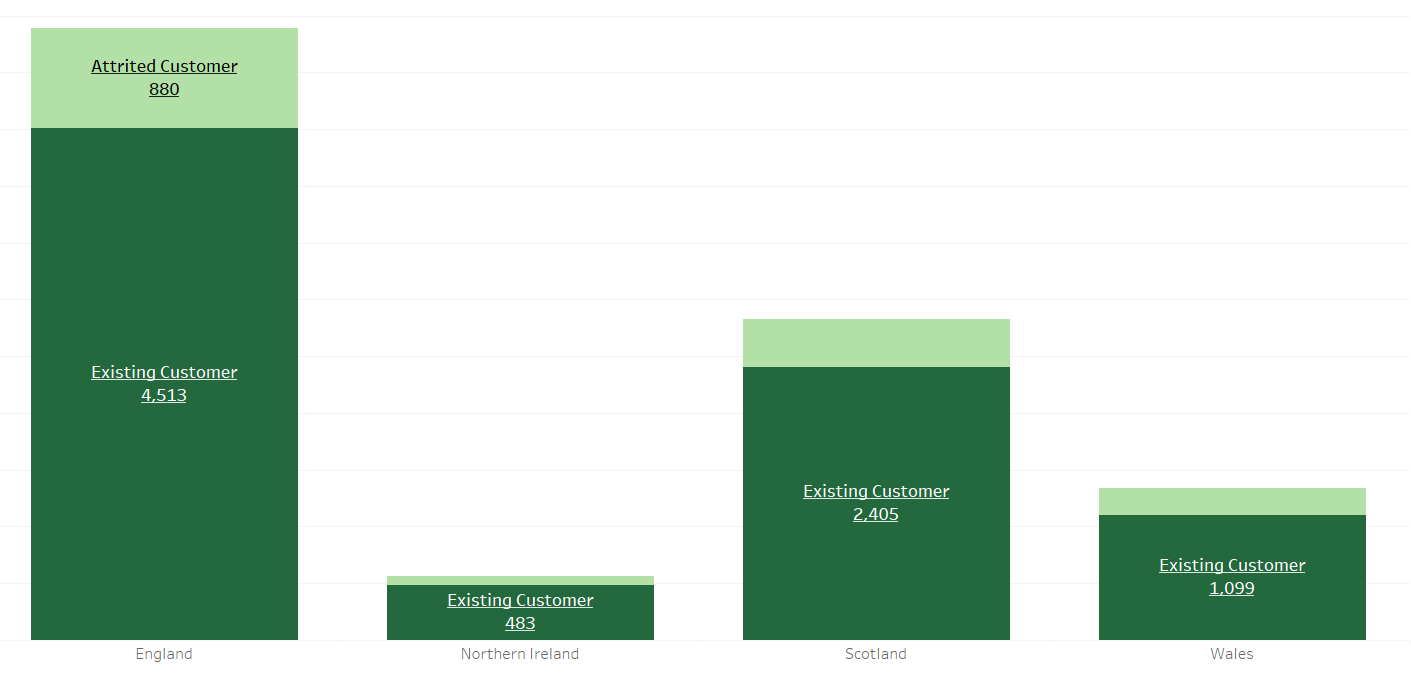 Attrited Customer
880
Existing Customer
4,513
Existing Customer
483
Existing Customer
2,405
Existing Customer
1,099
England
Northern Ireland
Scotland
Wales